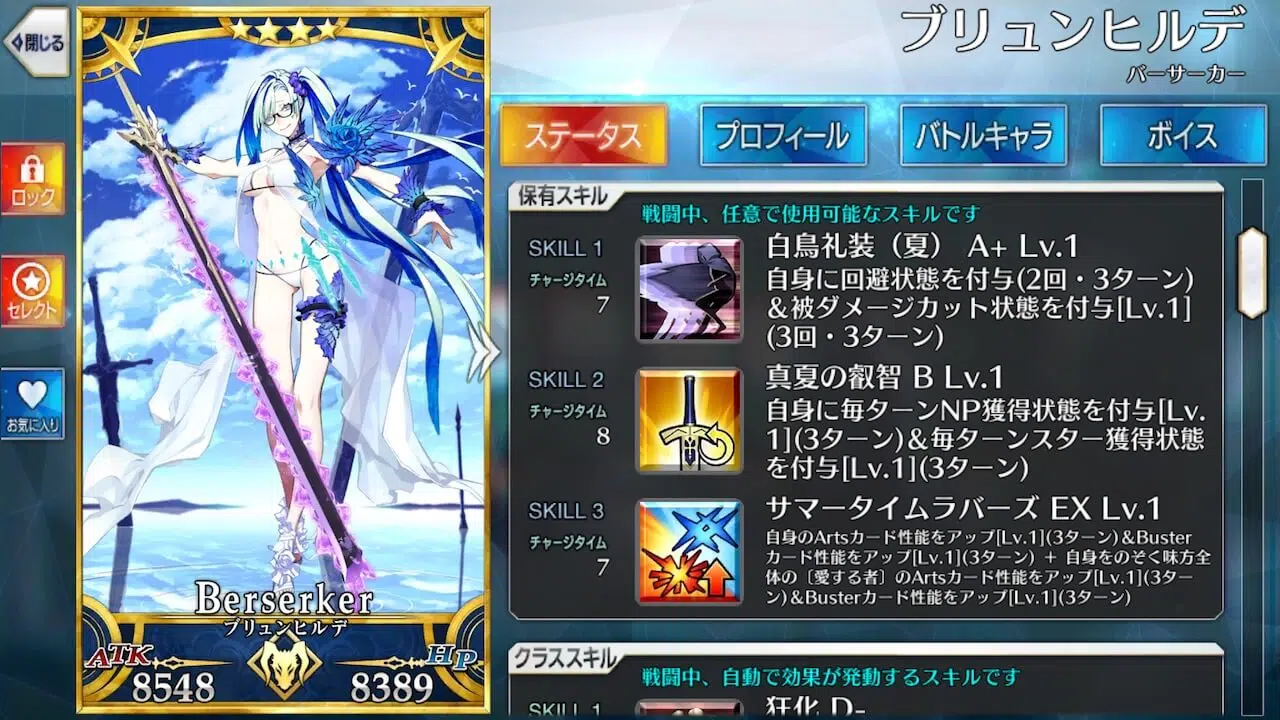 閉じる
ロック
セレクト
お気に入り
Berserker
ブリュンヒルデ
ATK
8548
HP
8389
ブリュンヒルデ
バーサーカー
ステータス
プロフィール
バトルキャラ
ボイス
保有スキル
戦闘中、任意で使用可能なスキルです
SKILL 1
チャージタイム
7
白鳥礼装（夏） A+ Lv.1
自身に回避状態を付与(2回・3ターン)
＆被ダメージカット状態を付与[Lv.1]
(3回・3ターン)
SKILL 2
チャージタイム
8
真夏の叡智 B Lv.1
自身に毎ターンNP獲得状態を付与[Lv.
1](3ターン)＆毎ターンスター獲得状態
を付与[Lv.1](3ターン)
SKILL 3
チャージタイム
7
サマータイムラバーズ EX Lv.1
自身のArtsカード性能をアップ[Lv.1](3ターン)＆Buster
カード性能をアップ[Lv.1](3ターン) ＋ 自身をのぞく味方全
体の〔愛する者〕のArtsカード性能をアップ[Lv.1](3ター
ン)＆Busterカード性能をアップ[Lv.1](3ターン)
クラススキル
戦闘中、自動で効果が発動するスキルです
SKILL 1
狂化 D-